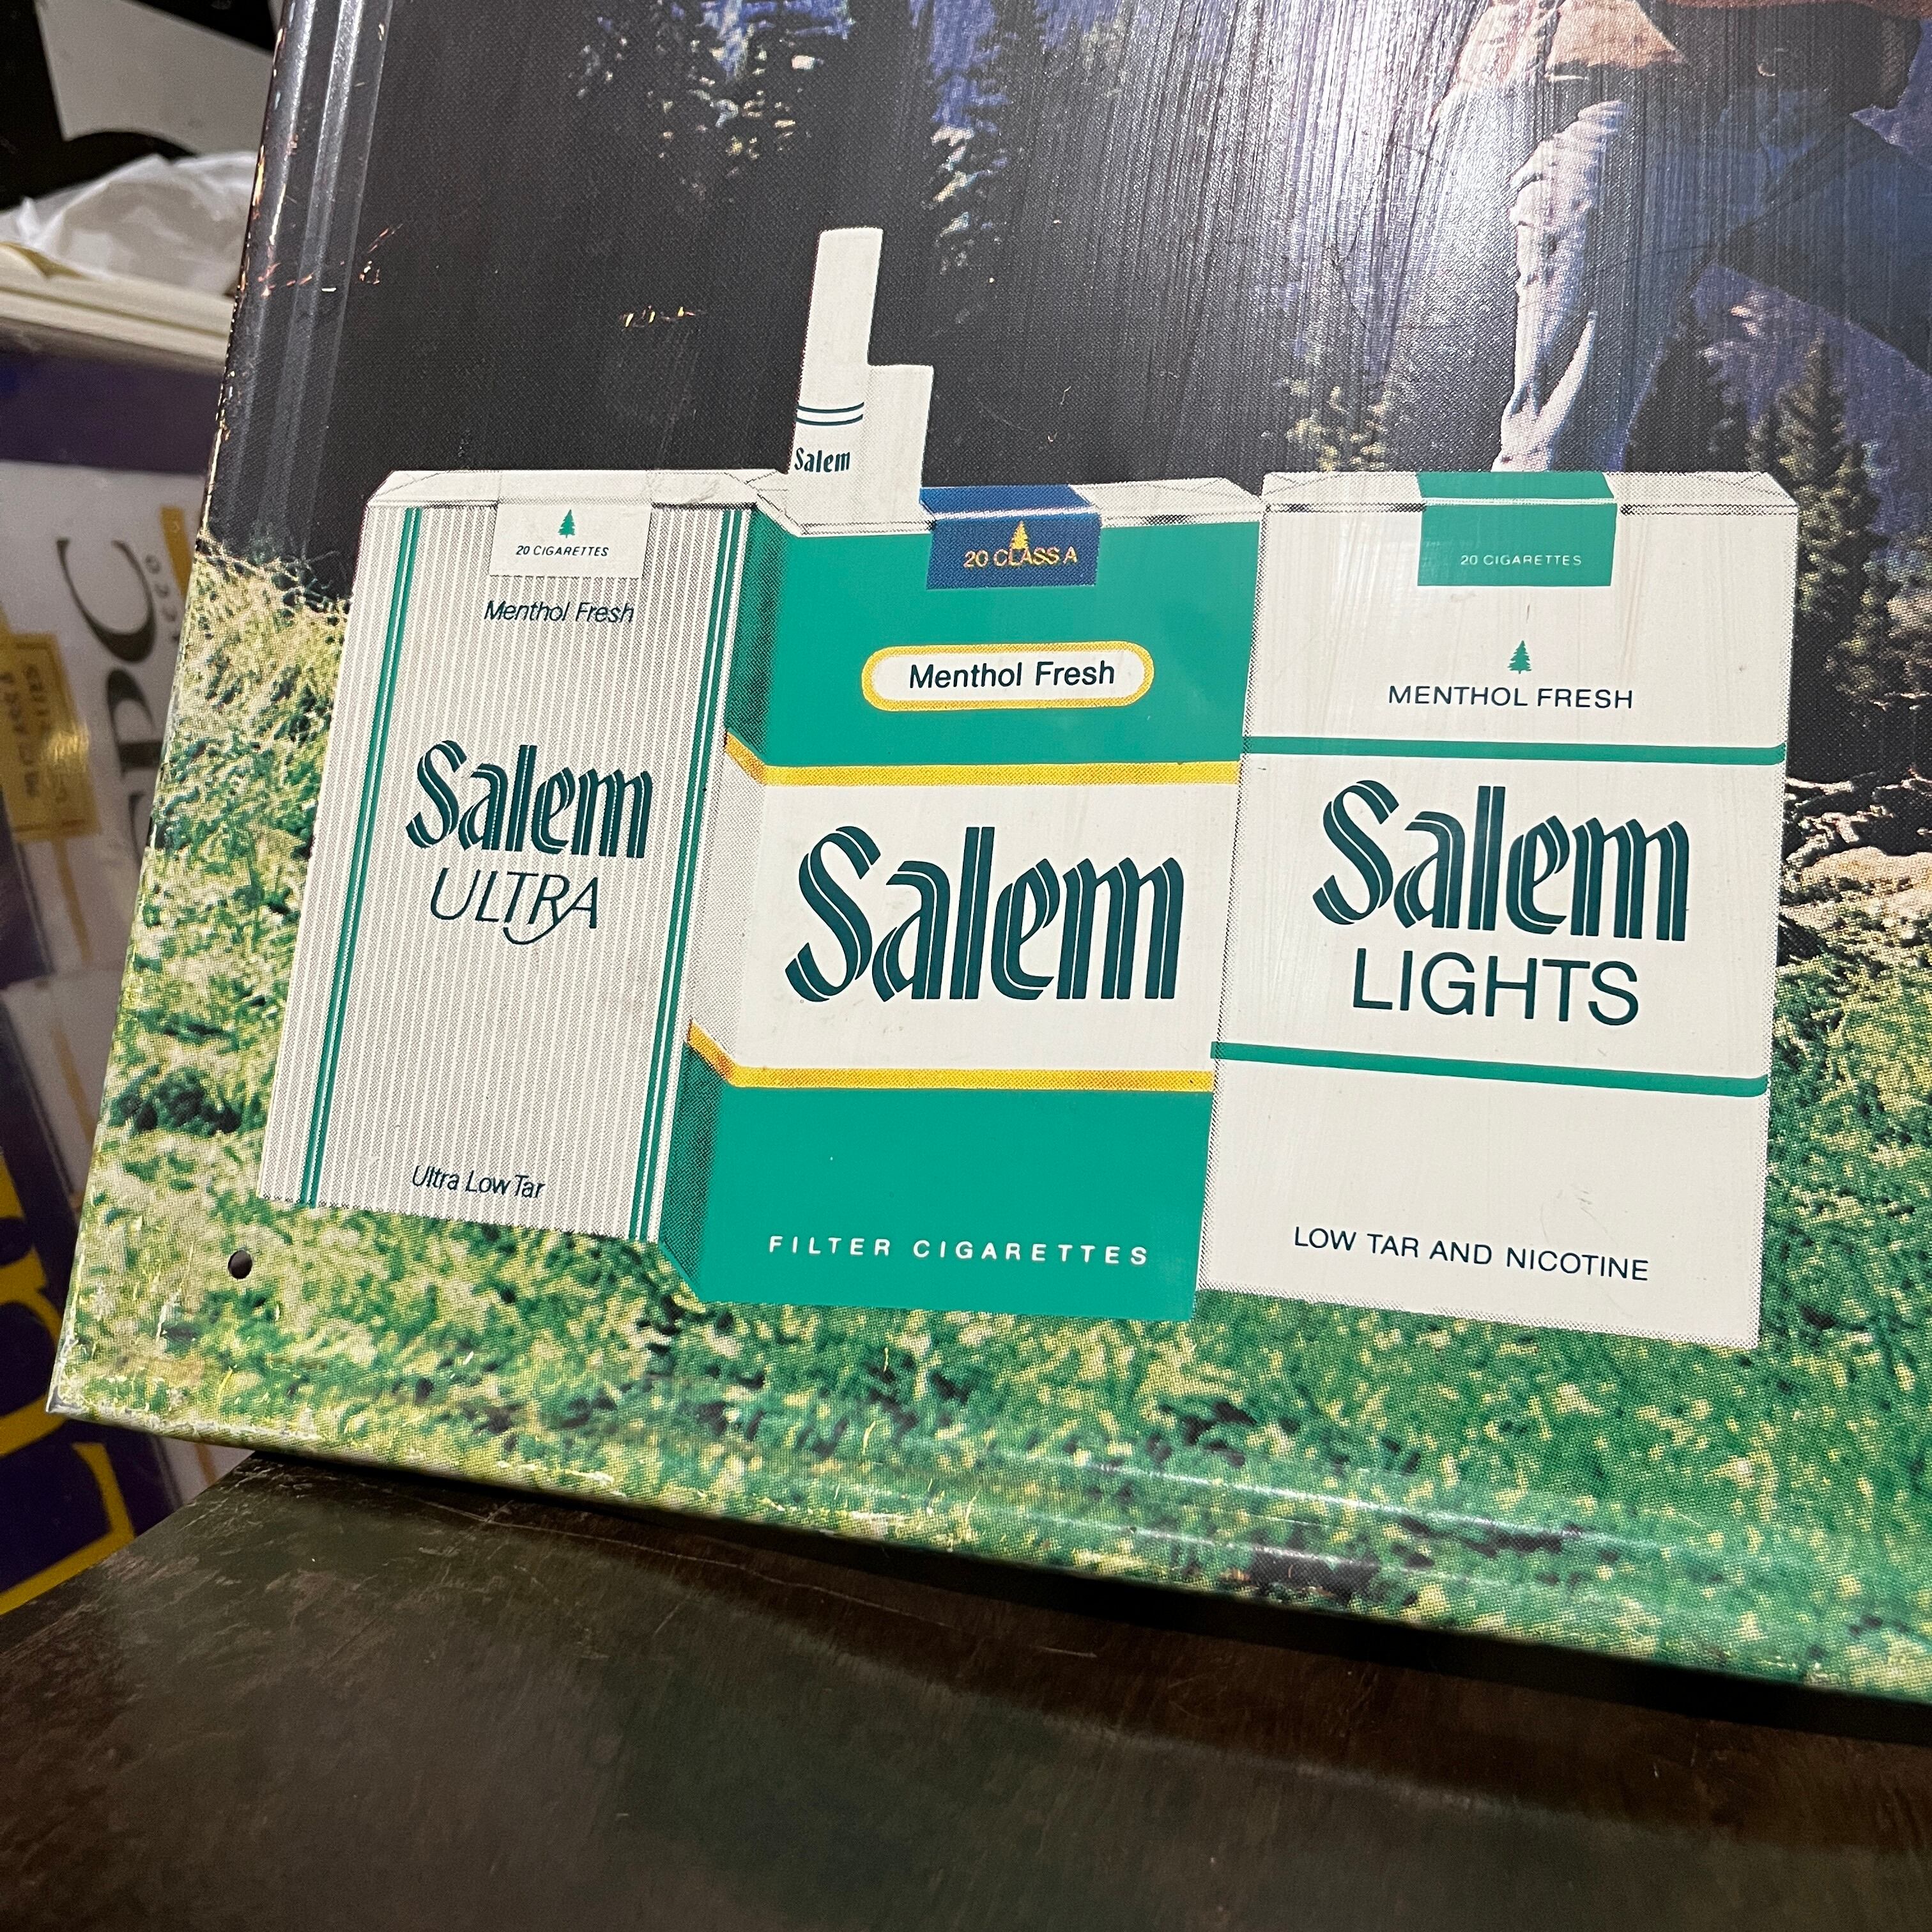 Salem
20 CIGARETTES
Menthol Fresh
Salem
ULTRA
Ultra Low Tar
20 CLASS A
Menthol Fresh
Salem
FILTER CIGARETTES
20 CIGARETTES
MENTHOL FRESH
Salem
LIGHTS
LOW TAR AND NICOTINE